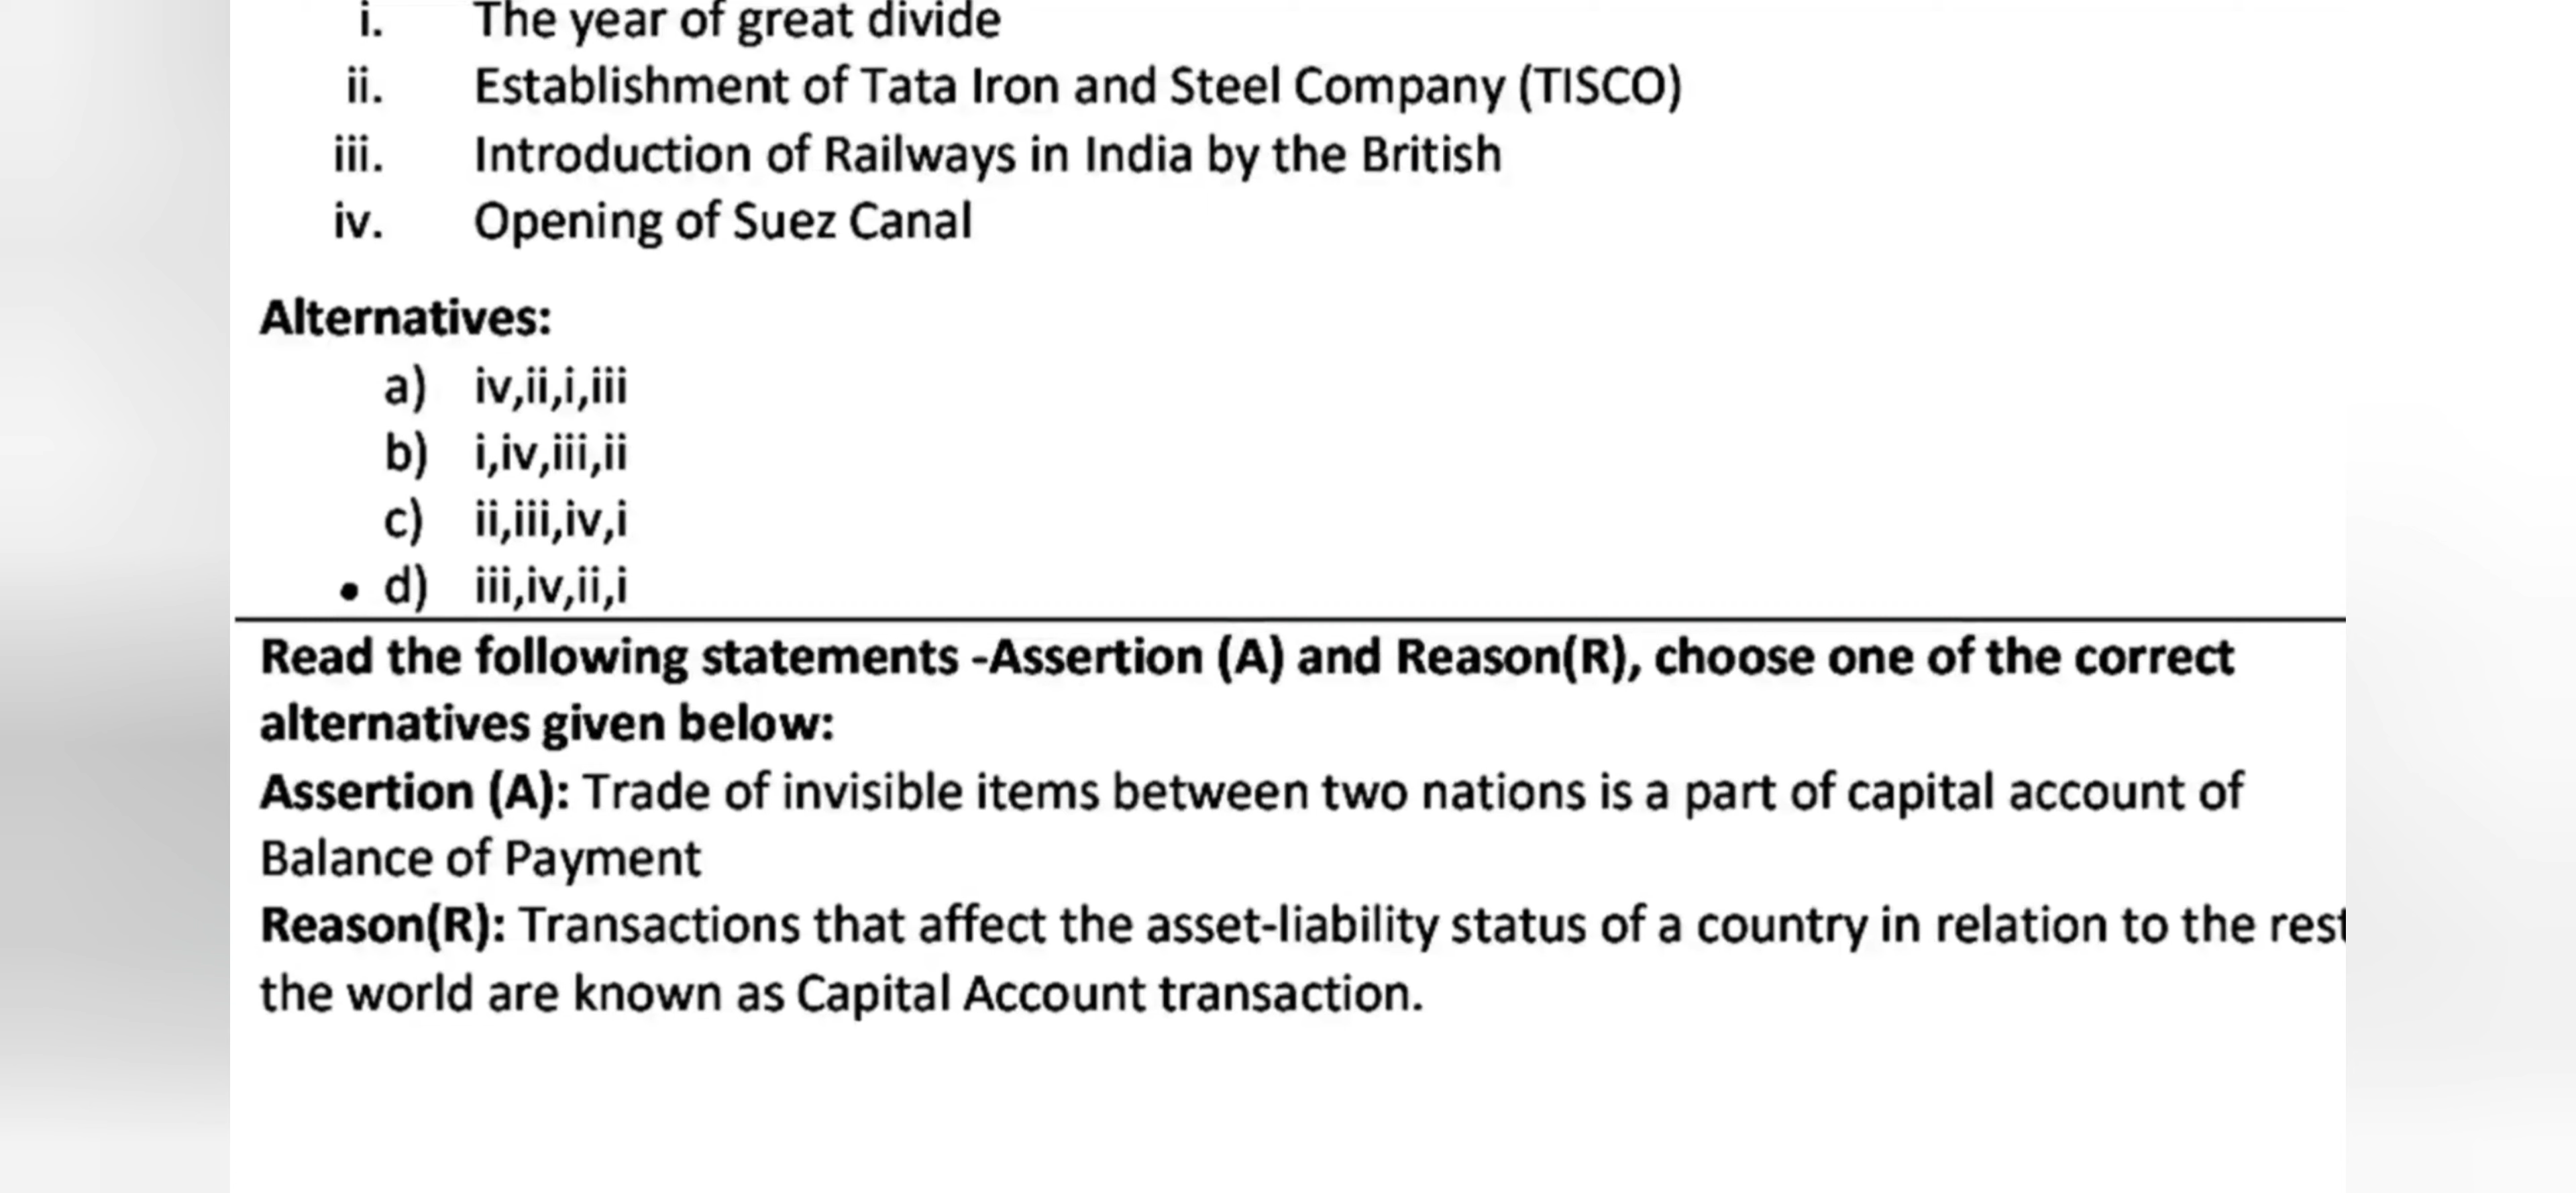 i. The year of great divide
ii. Establishment of Tata Iron and Steel Company (TISCO)
iii. Introduction of Railways in India by the British
iv. Opening of Suez Canal
Alternatives:
a) iv,ii,i,iii
b) i,iv,iii,ii
c) ii,iii,iv,i
• d) iii,iv,ii,i
Read the following statements -Assertion (A) and Reason(R), choose one of the correct
alternatives given below:
Assertion (A): Trade of invisible items between two nations is a part of capital account of
Balance of Payment
Reason(R): Transactions that affect the asset-liability status of a country in relation to the rest
the world are known as Capital Account transaction.